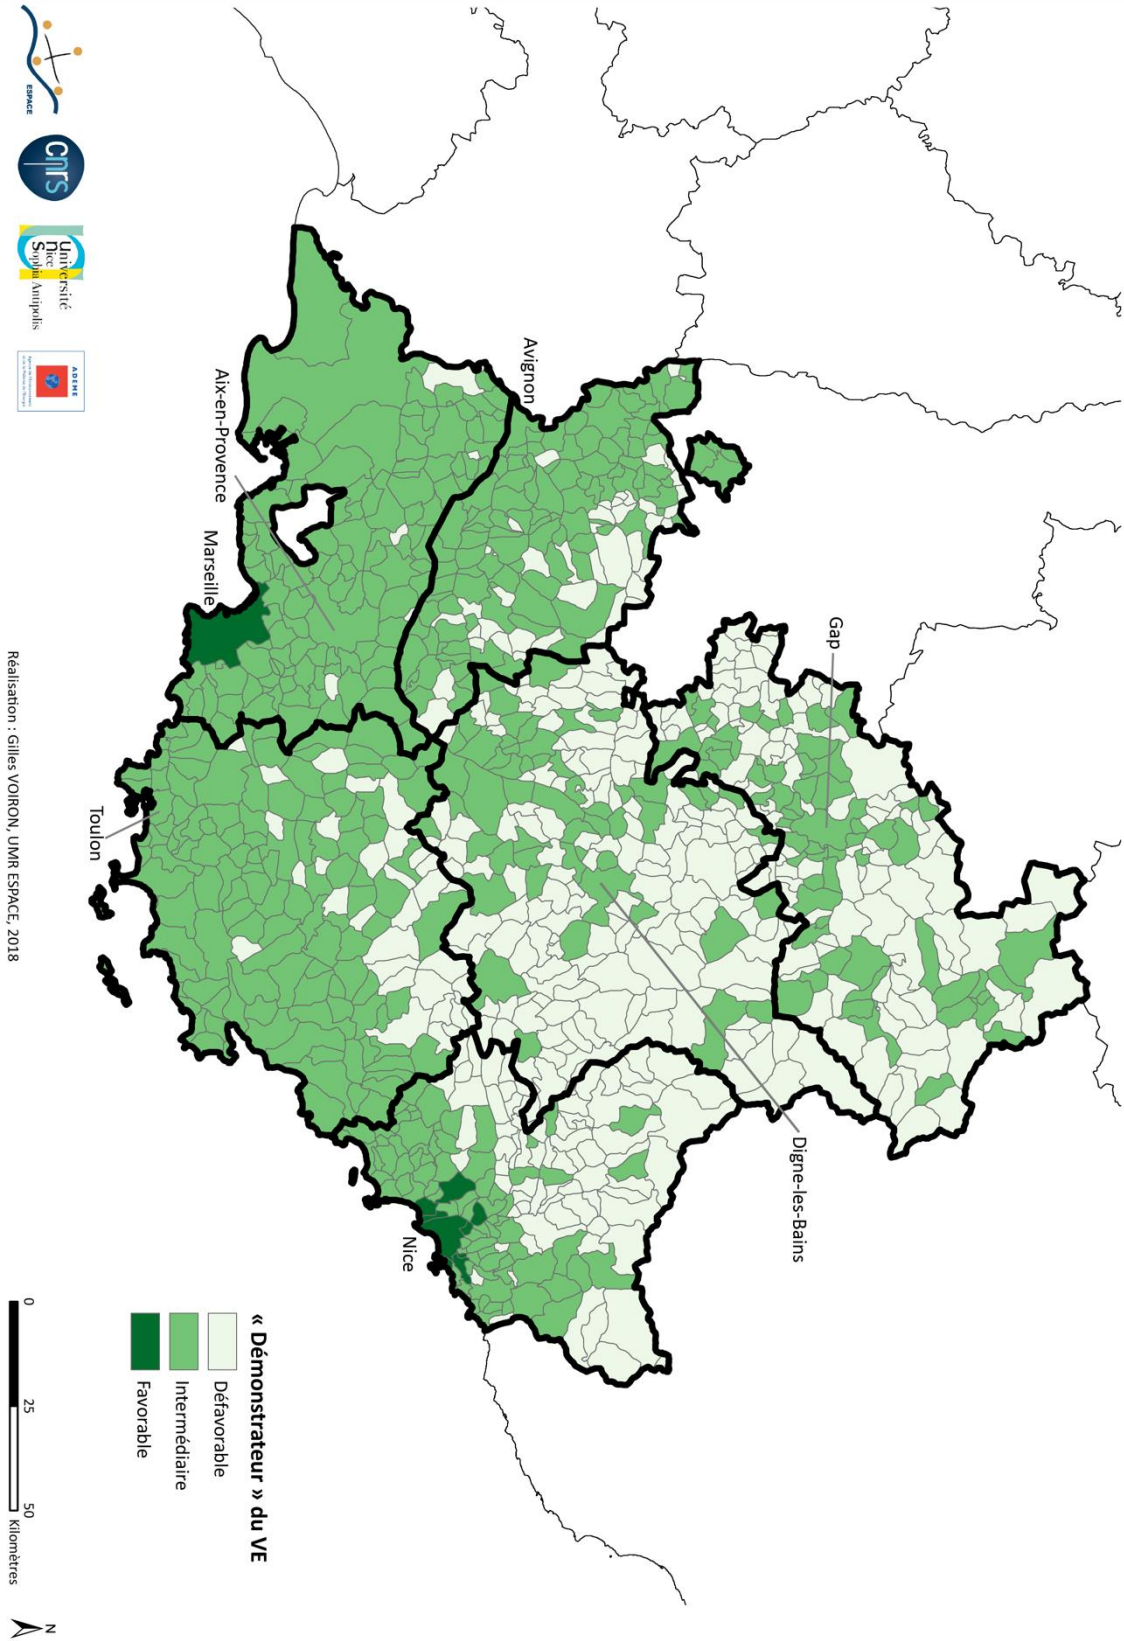 Gap
Avignon
Digne-les-Bains
Aix-en-Provence
Marseille
Nice
Toulon
« Démonstrateur » du VE
Défavorable
Intermédiaire
Favorable
0 25 50
Kilomètres
N
ESPACE
cnrs
Université
nice
Sophia Antipolis
ADEME
Réalisation : Gilles VOIRON, UMR ESPACE, 2018